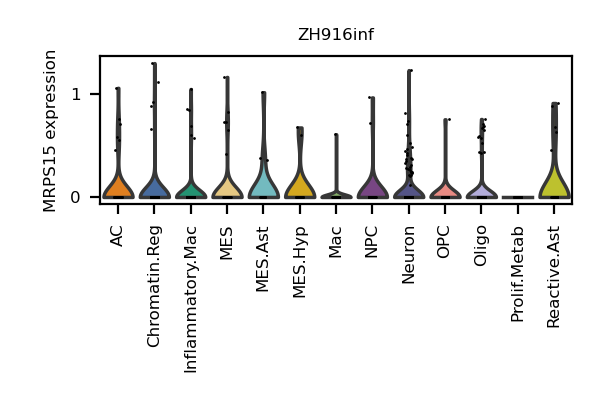 ZH916inf
MRPS15 expression
1
0
AC
Chromatin.Reg
Inflammatory.Mac
MES
MES.Ast
MES.Hyp
Mac
NPC
Neuron
OPC
Oligo
Prolif.Metab
Reactive.Ast